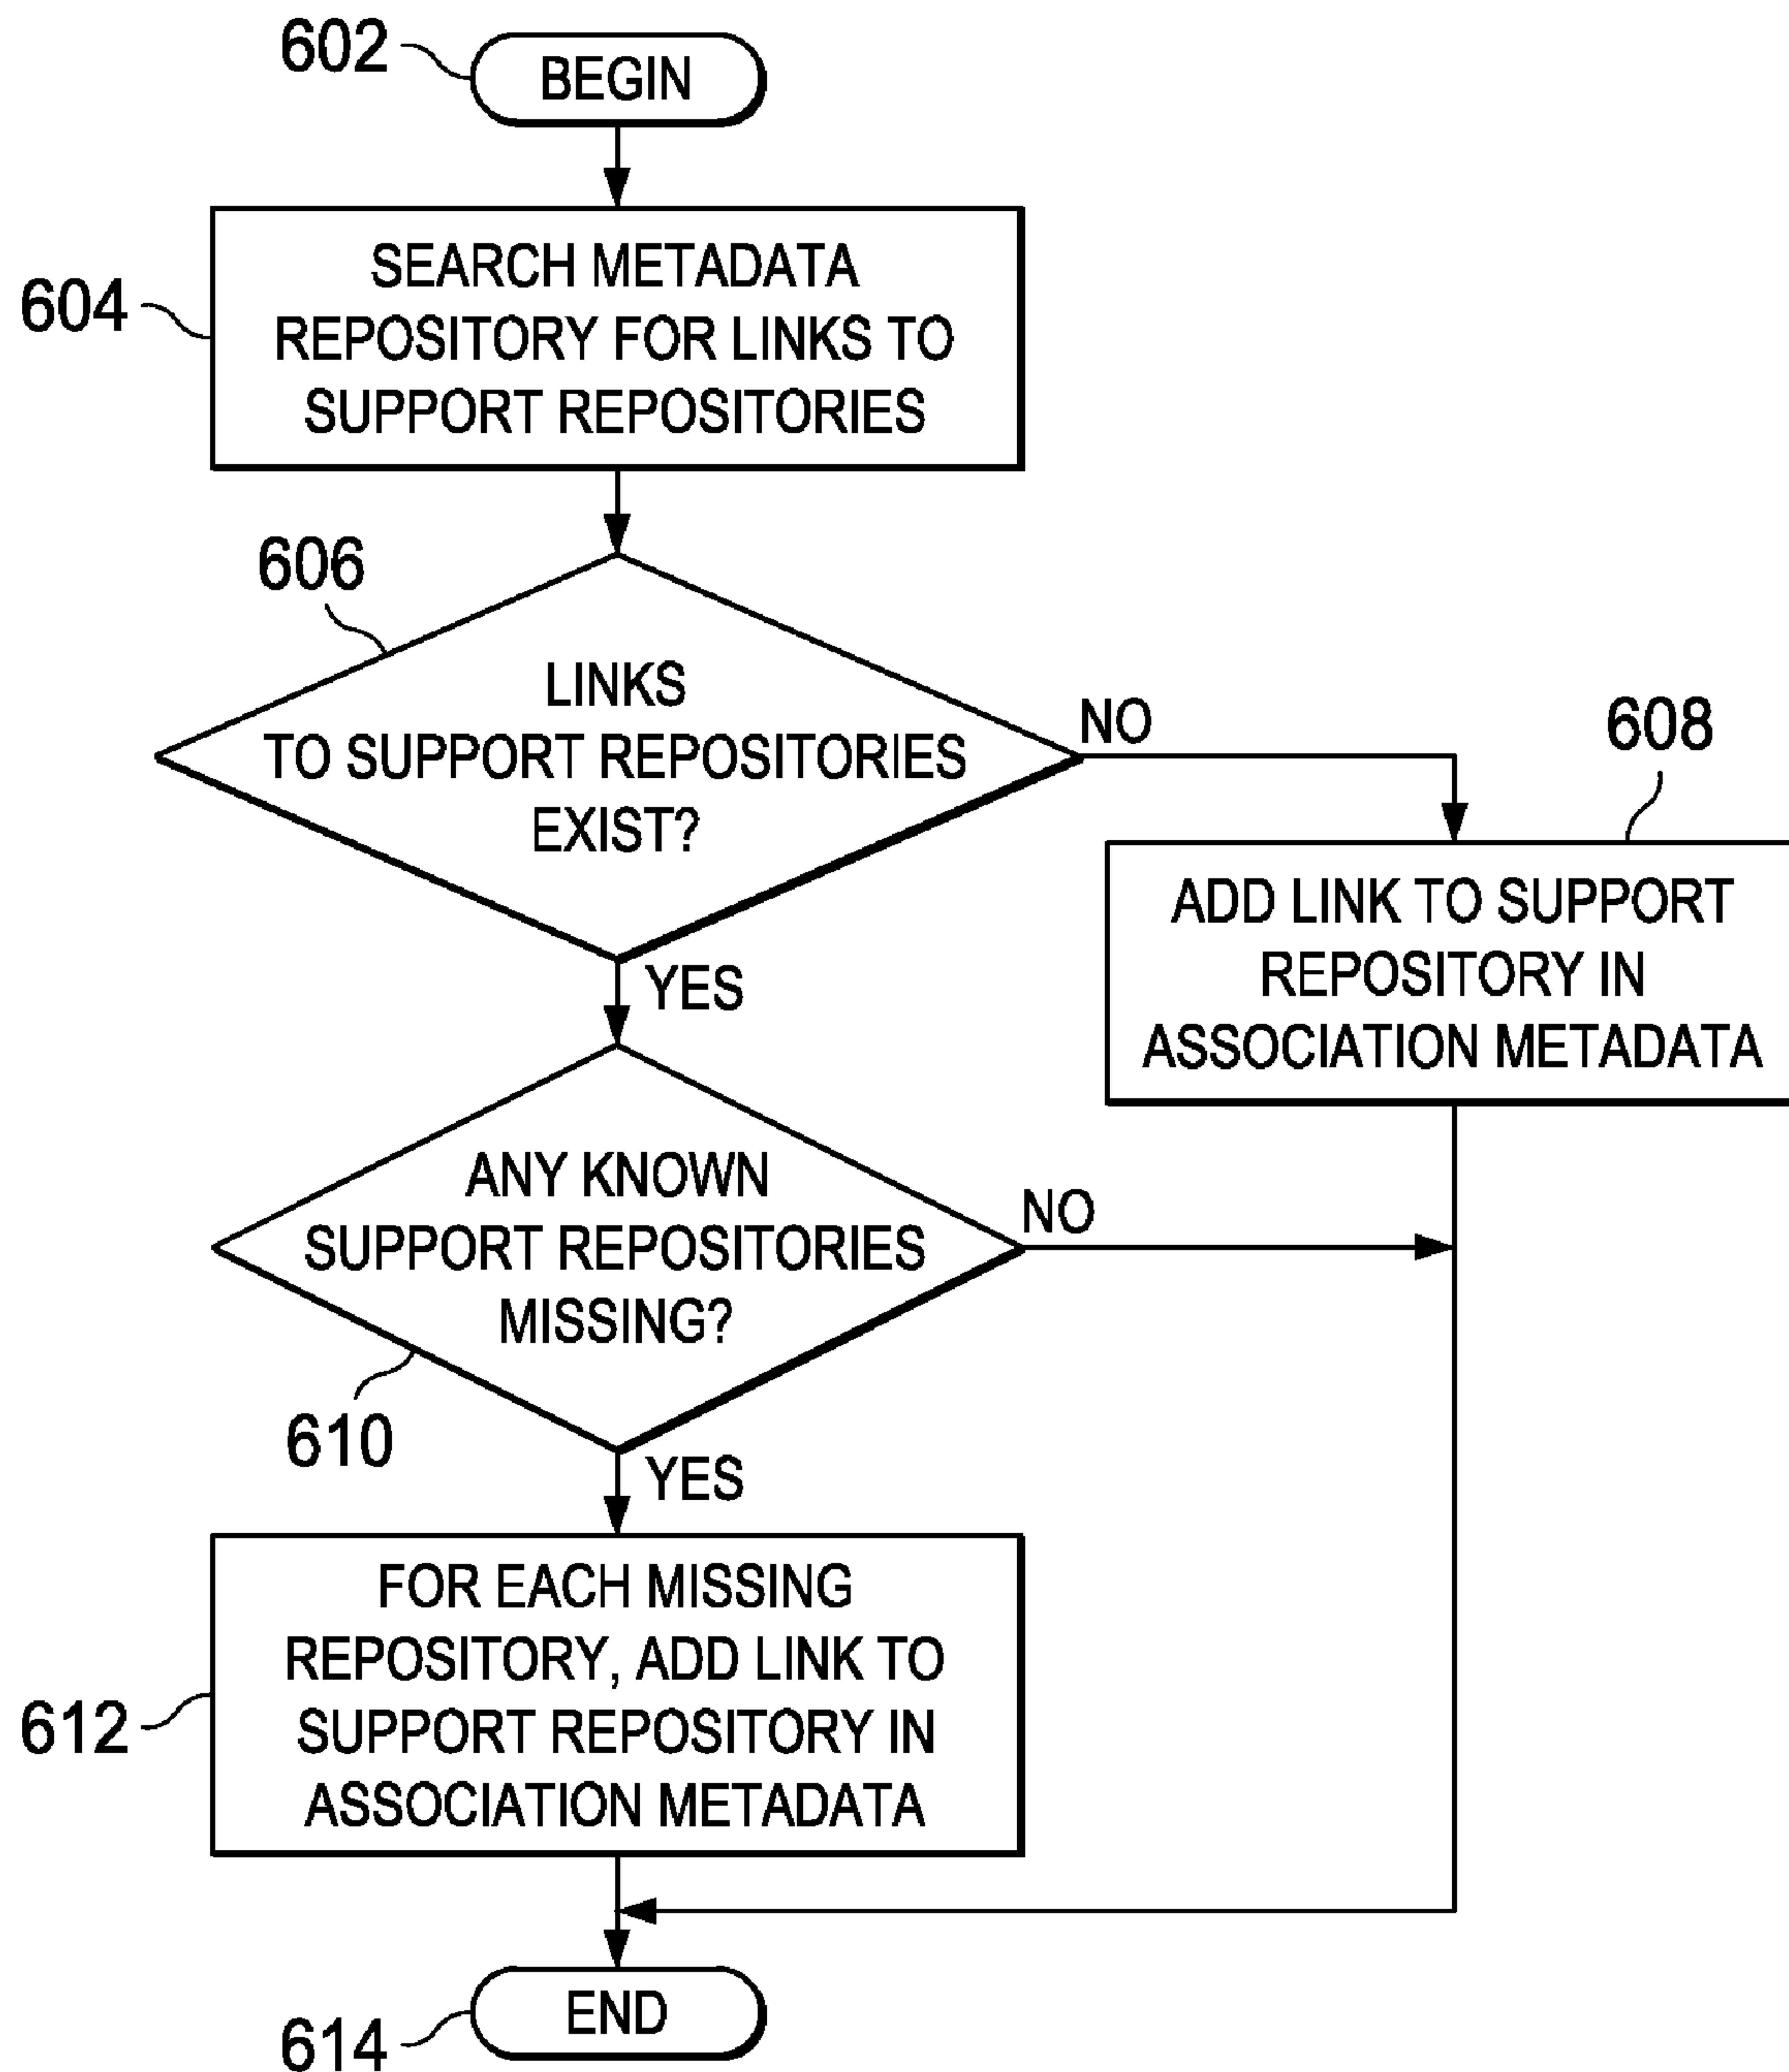 602
BEGIN
604
SEARCH METADATA
REPOSITORY FOR LINKS TO
SUPPORT REPOSITORIES
606
LINKS
TO SUPPORT REPOSITORIES
EXIST?
NO
608
ADD LINK TO SUPPORT
REPOSITORY IN
ASSOCIATION METADATA
YES
ANY KNOWN
SUPPORT REPOSITORIES
MISSING?
NO
610
YES
612
FOR EACH MISSING
REPOSITORY, ADD LINK TO
SUPPORT REPOSITORY IN
ASSOCIATION METADATA
END
614